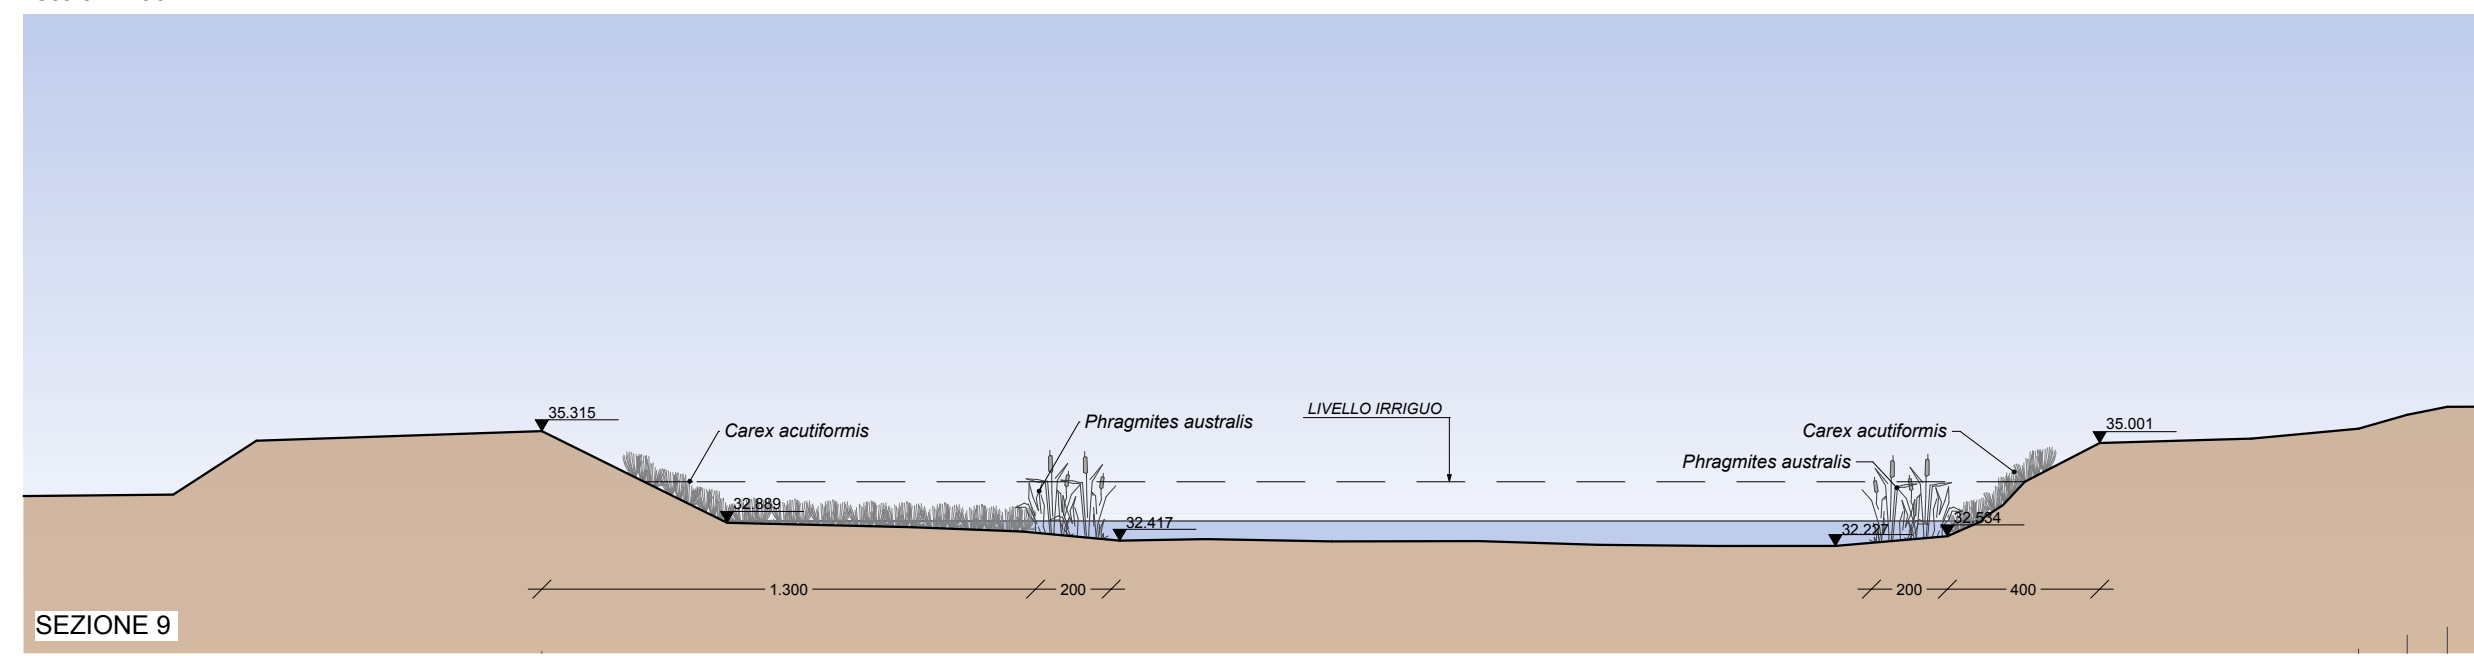 35.315
Carex acutiformis
Phragmites australis
LIVELLO IRRIGUO
Carex acutiformis
35.001
Phragmites australis
32.889
32.417
32.227
32.534
1.300
200
200
400
SEZIONE 9